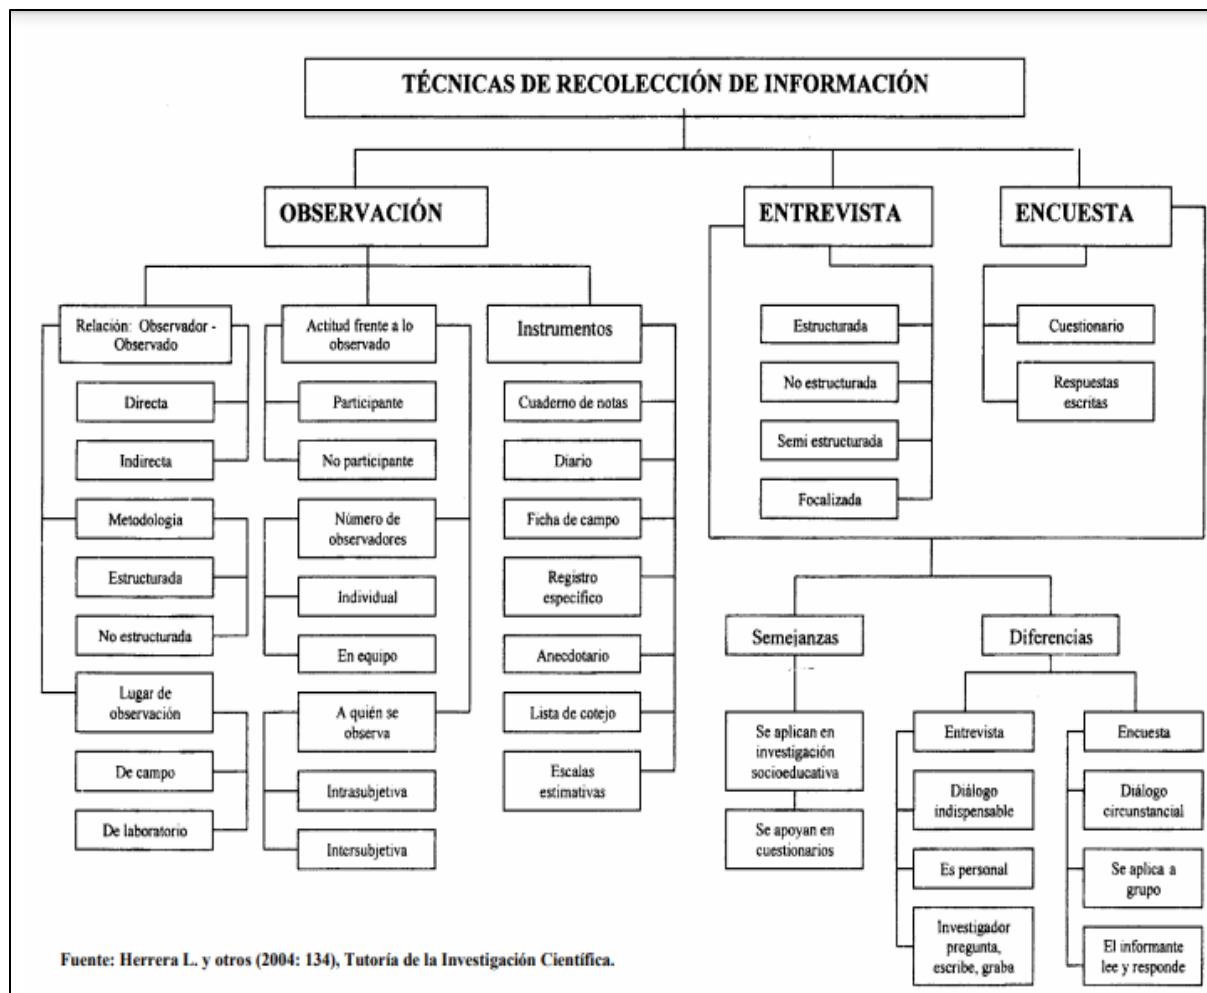 TÉCNICAS DE RECOLECCIÓN DE INFORMACIÓN
OBSERVACIÓN
ENTREVISTA
ENCUESTA
Relación: Observador -
Observado
Directa
Indirecta
Metodología
Estructurada
No estructurada
Lugar de
observación
De campo
De laboratorio
Actitud frente a lo
observado
Participante
No participante
Número de
observadores
Individual
En equipo
A quién se
observa
Intrasubjetiva
Intersubjetiva
Instrumentos
Cuaderno de notas
Diario
Ficha de campo
Registro
específico
Anecdotario
Lista de cotejo
Escalas
estimativas
Estructurada
No estructurada
Semi estructurada
Focalizada
Cuestionario
Respuestas
escritas
Semejanzas
Se aplican en
investigación
socioeducativa
Se apoyan en
cuestionarios
Diferencias
Entrevista
Diálogo
indispensable
Es personal
Investigador
pregunta,
escribe, graba
Encuesta
Diálogo
circunstancial
Se aplica a
grupo
El informante
lee y responde
Fuente: Herrera L. y otros (2004: 134), Tutoría de la Investigación Científica.